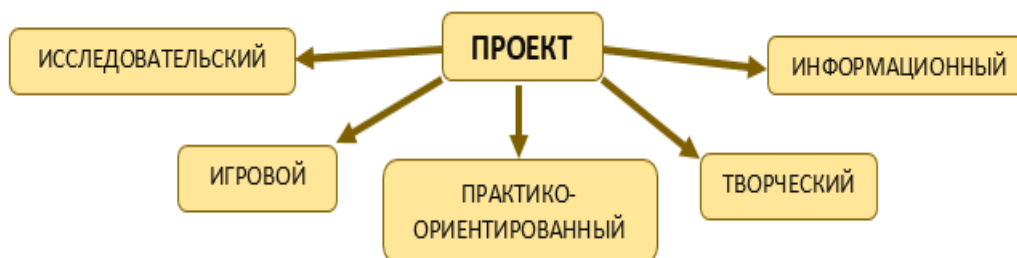 ПРОЕКТ
ИССЛЕДОВАТЕЛЬСКИЙ
ИНФОРМАЦИОННЫЙ
ИГРОВОЙ
ПРАКТИКО-
ОРИЕНТИРОВАННЫЙ
ТВОРЧЕСКИЙ